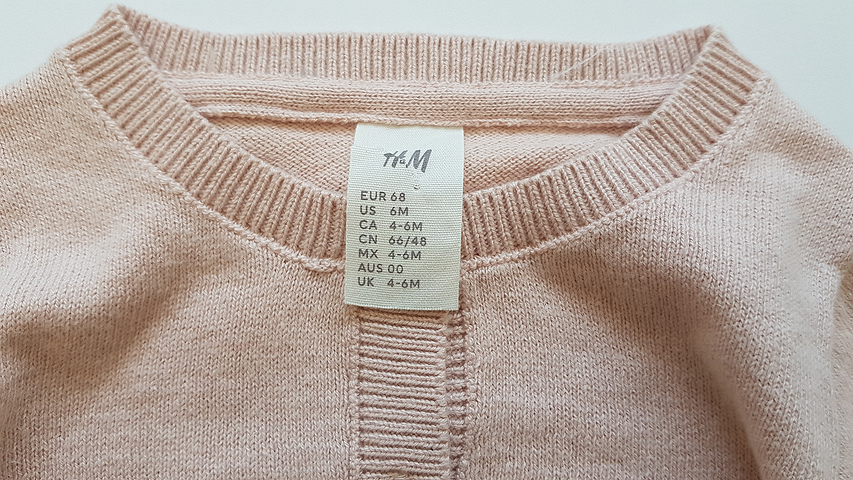 H&M
EUR 68
US 6M
CA 4-6M
CN 66/48
MX 4-6M
AUS 00
UK 4-6M